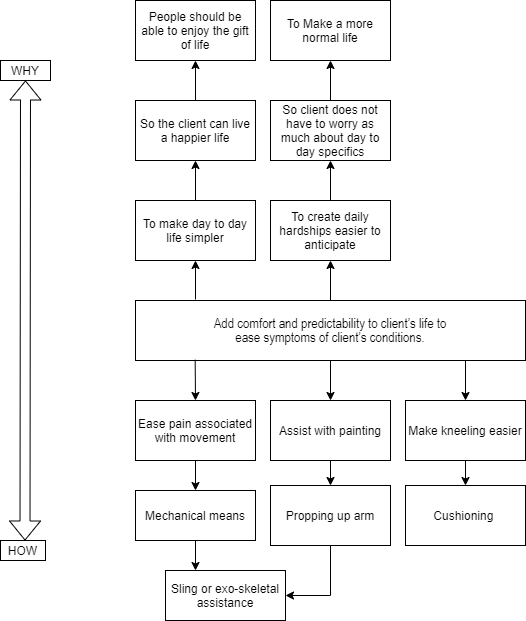 People should be
able to enjoy the gift
of life
To Make a more
normal life
WHY
So the client can live
a happier life
So client does not
have to worry as
much about day to
day specifics
To make day to day
life simpler
To create daily
hardships easier to
anticipate
Add comfort and predictability to client's life to
ease symptoms of client's conditions.
Ease pain associated
with movement
Assist with painting
Make kneeling easier
Mechanical means
Propping up arm
Cushioning
HOW
Sling or exo-skeletal
assistance